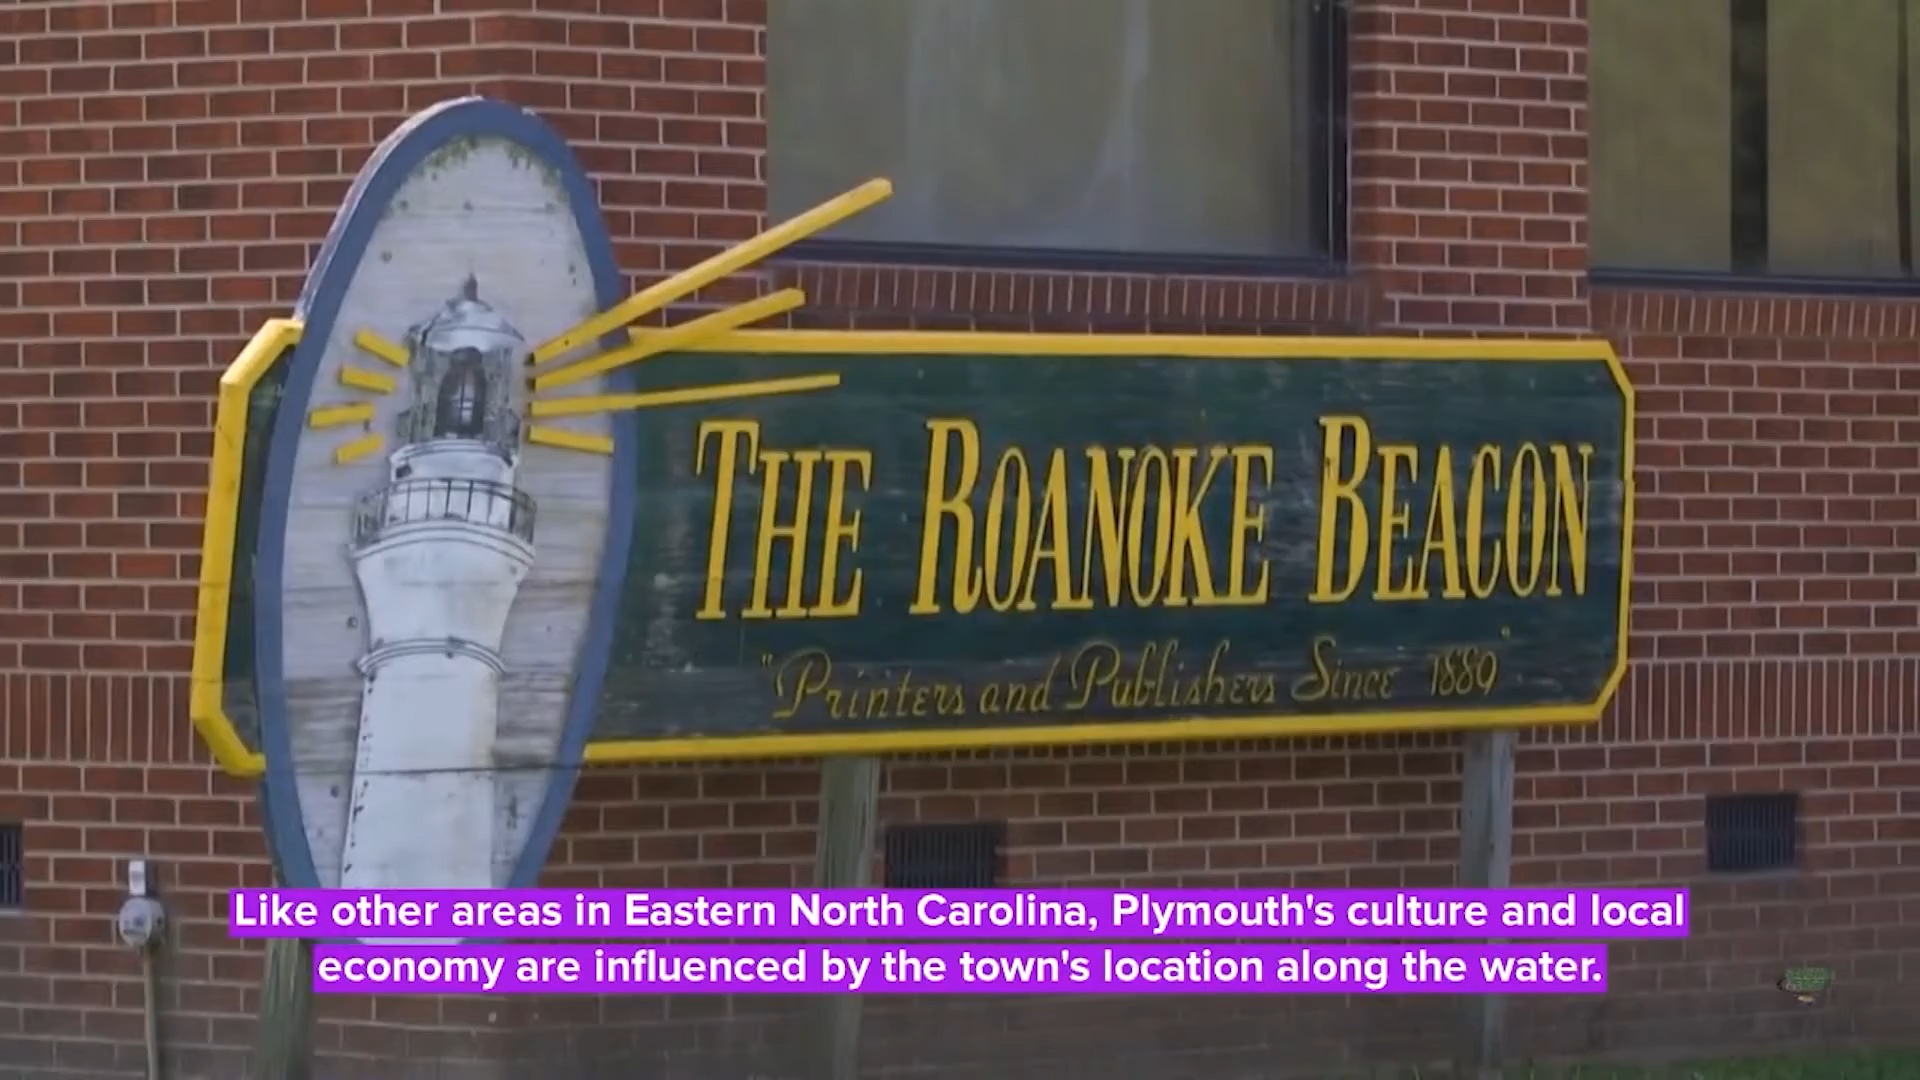 THE ROANOKE BEACON
"Printers and Publishers Since 1889"
Like other areas in Eastern North Carolina, Plymouth's culture and local
economy are influenced by the town's location along the water.